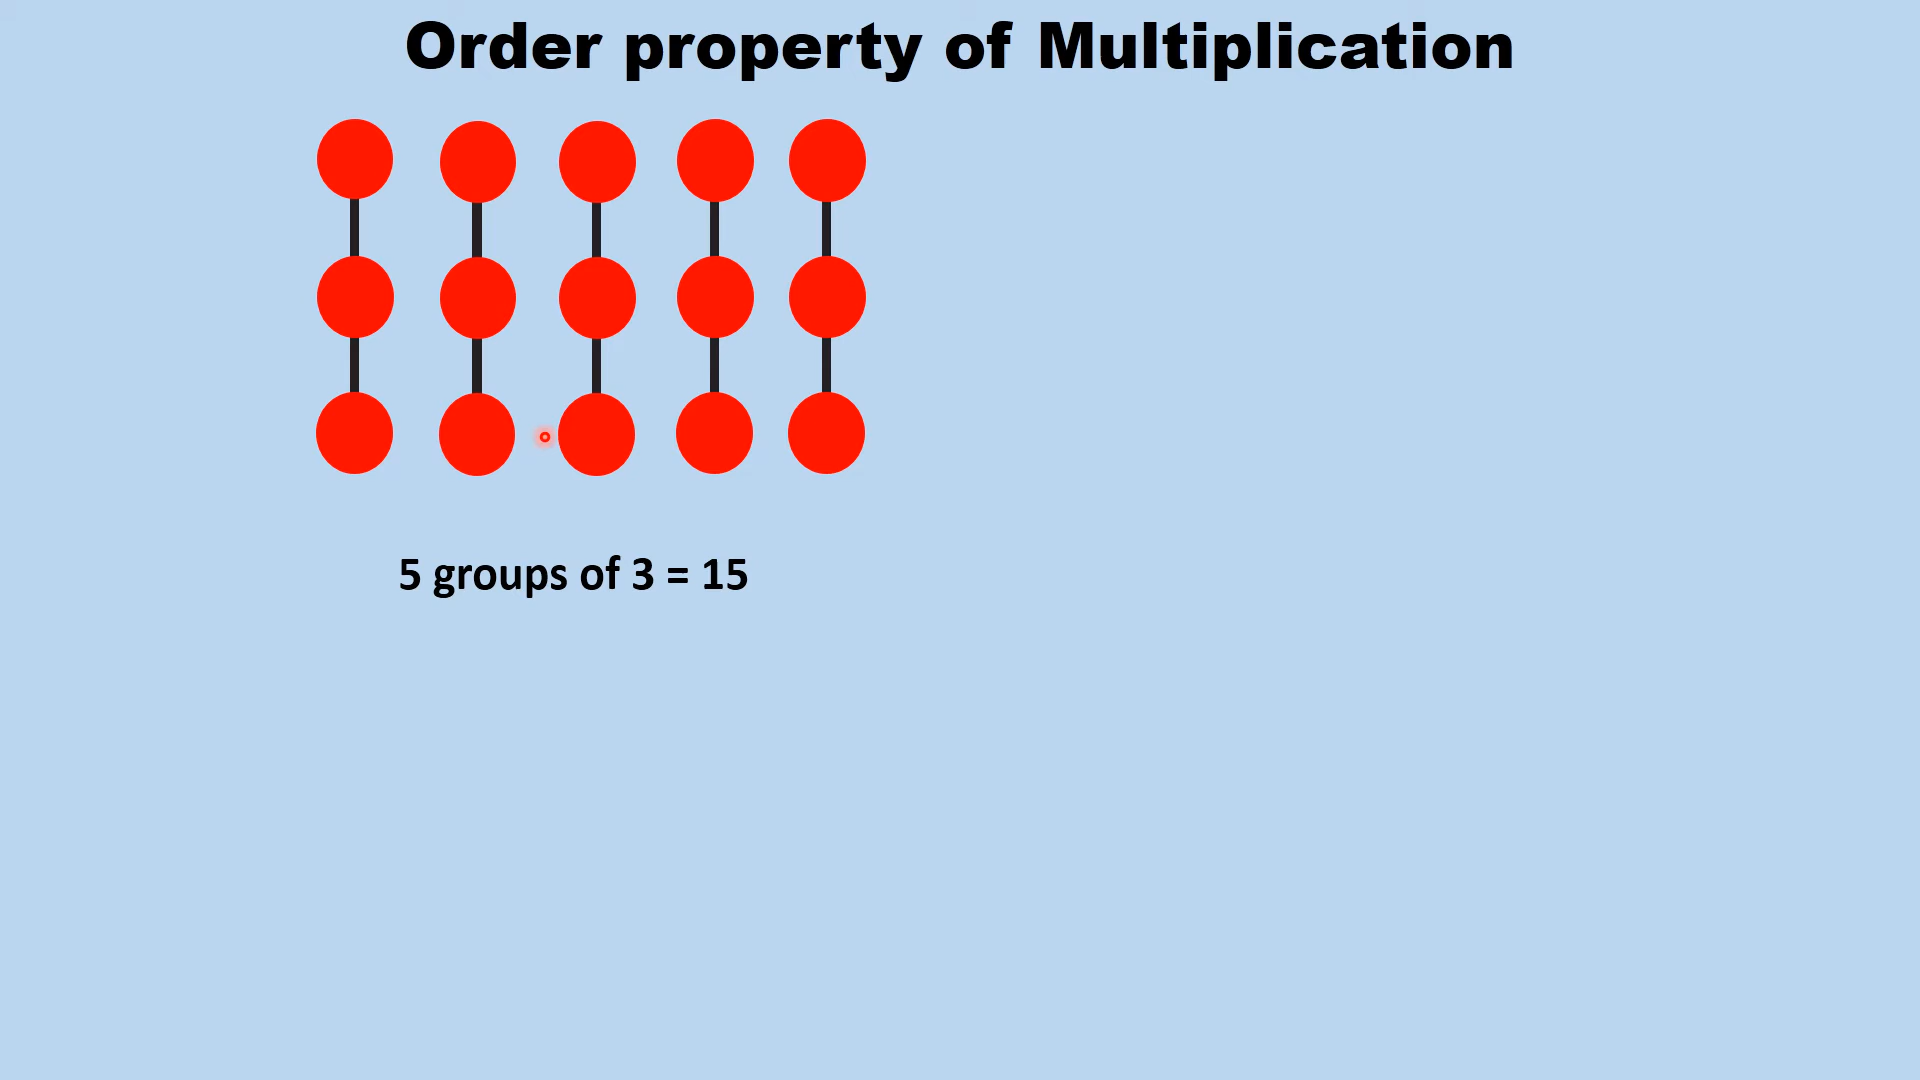 Order property of Multiplication
5 groups of 3 = 15